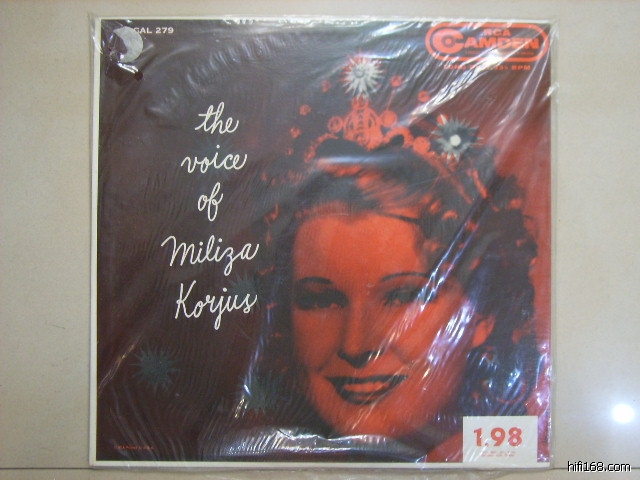 CAL 279
RCA
CAMDEN
the
voice
of
Miliza
Korjus
1.98
hifi168.com